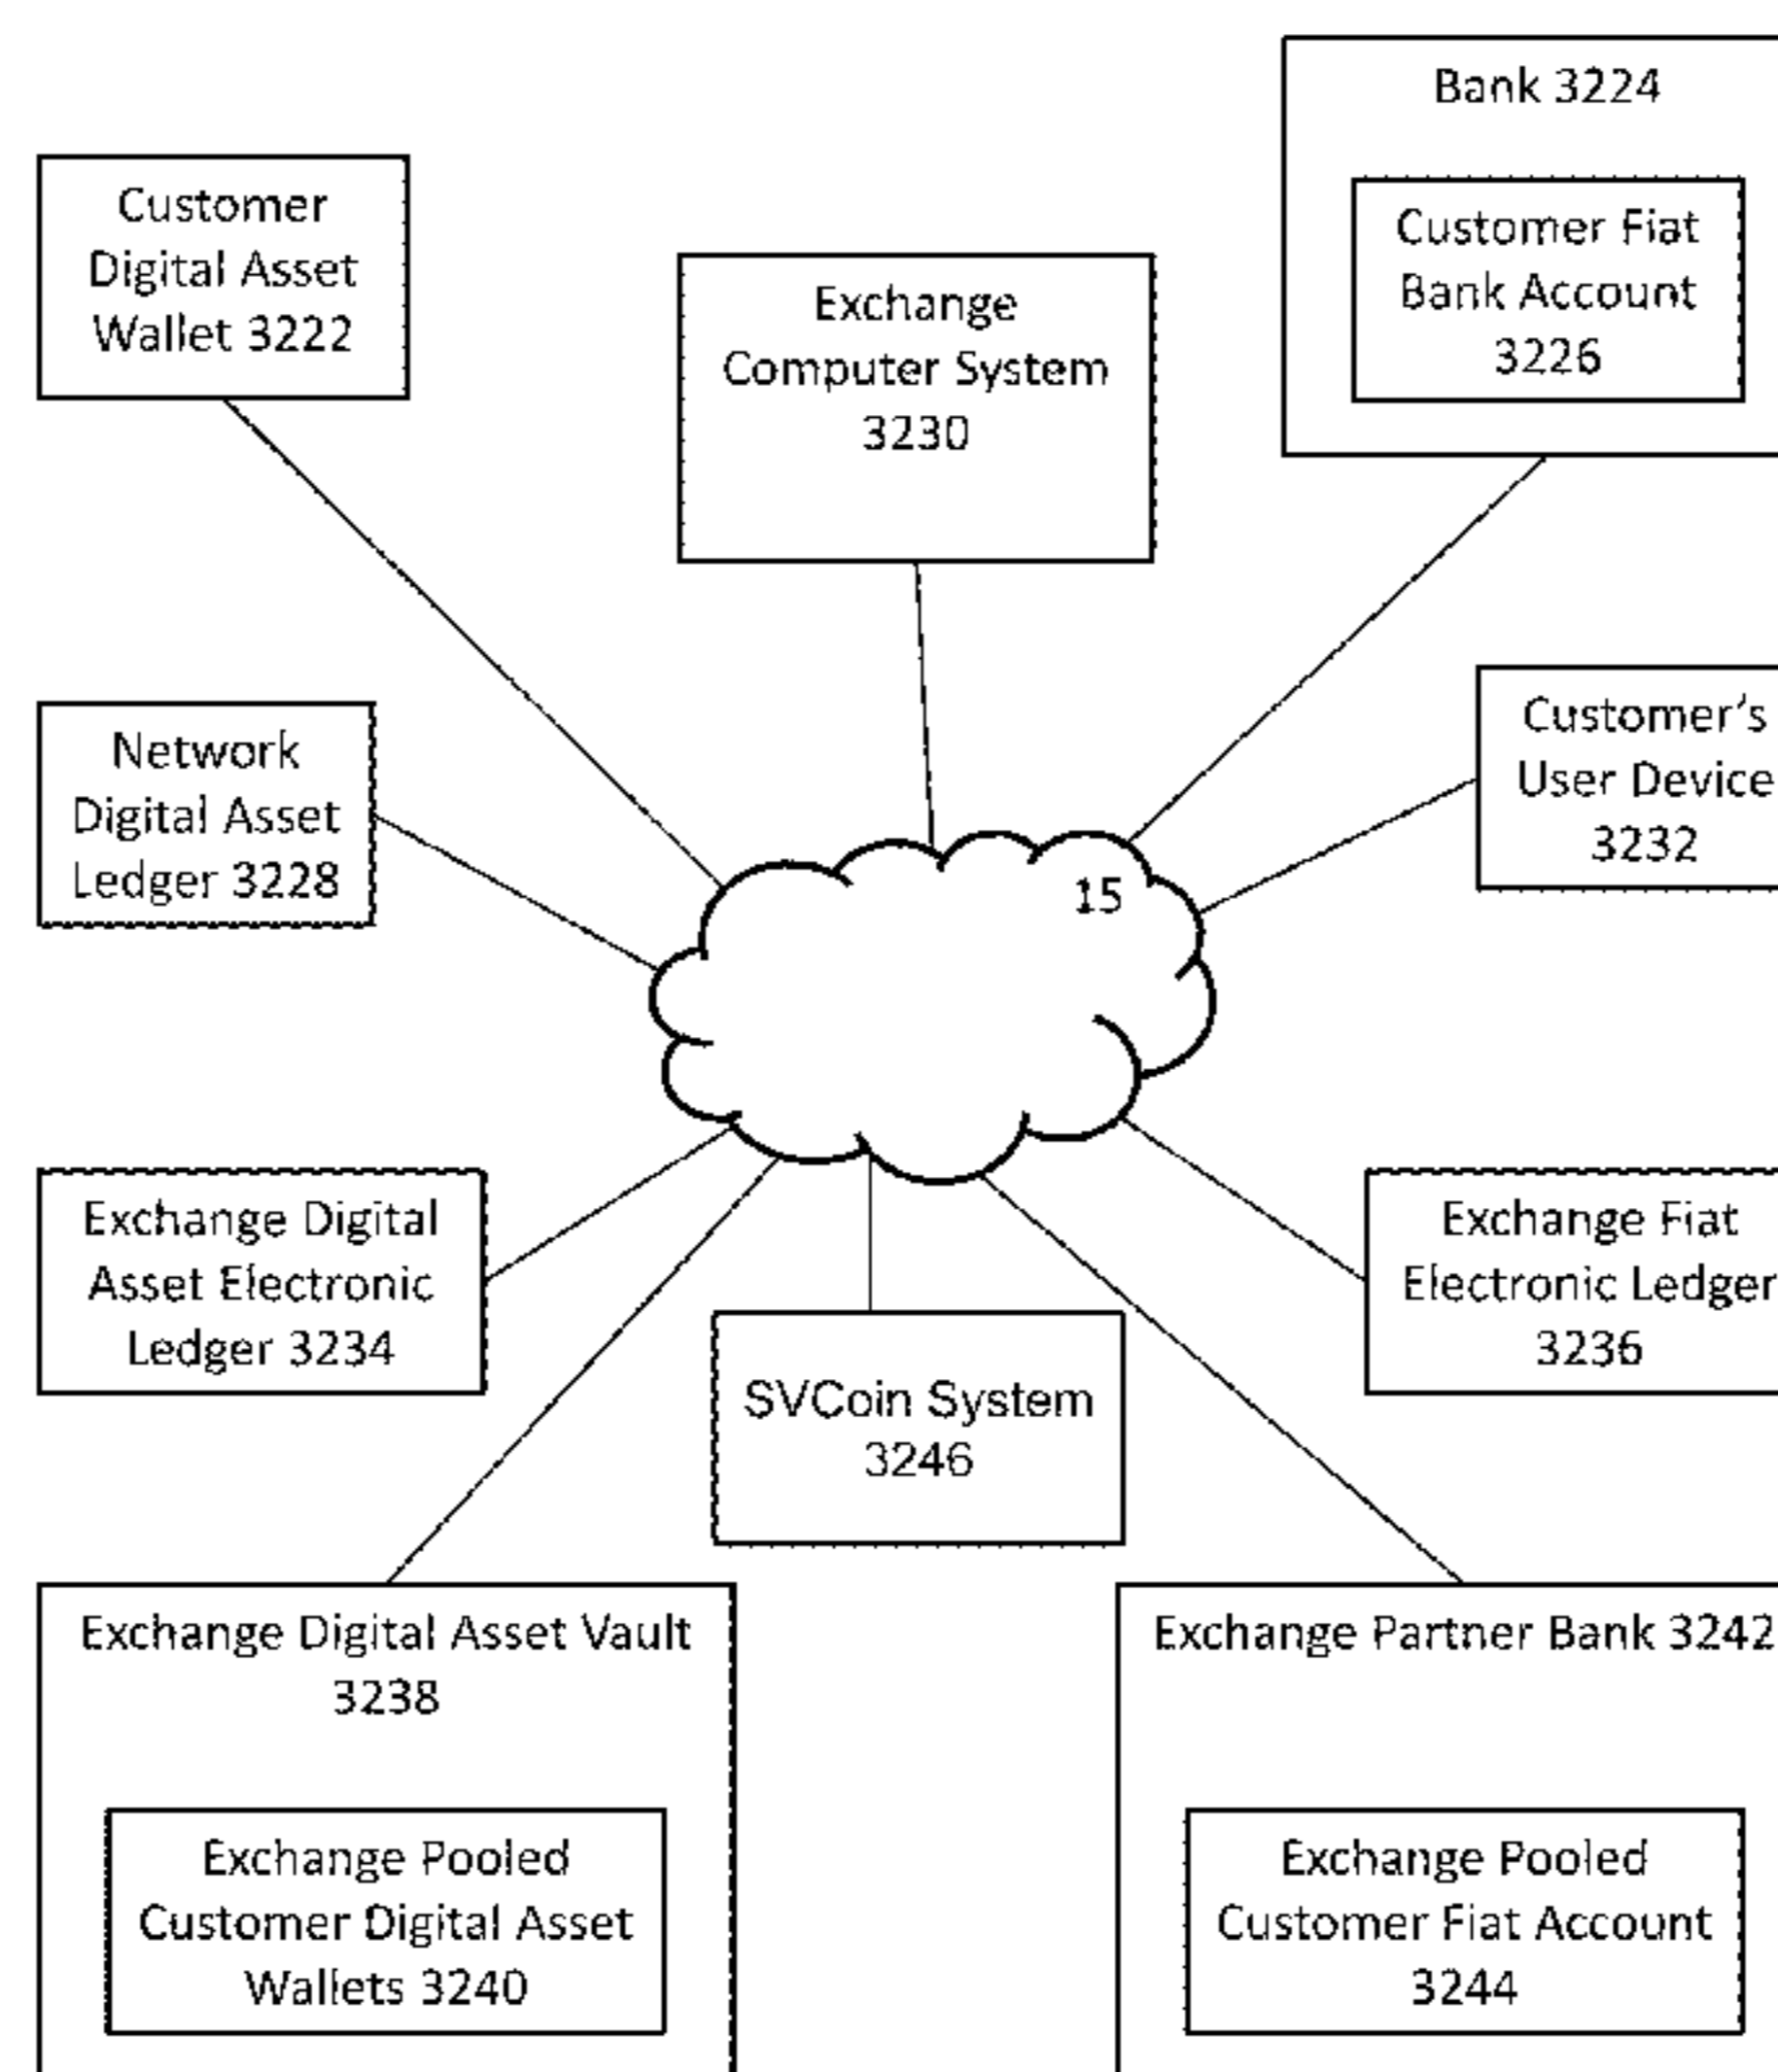 Bank 3224
Customer
Digital Asset
Wallet 3222
Customer Fiat
Bank Account
3226
Exchange
Computer System
3230
Network
Digital Asset
Ledger 3228
Customer's
User Device
3232
15
Exchange Digital
Asset Electronic
Ledger 3234
Exchange Fiat
Electronic Ledger
3236
SVCoin System
3246
Exchange Digital Asset Vault
3238
Exchange Partner Bank 3242
Exchange Pooled
Customer Digital Asset
Wallets 3240
Exchange Pooled
Customer Fiat Account
3244